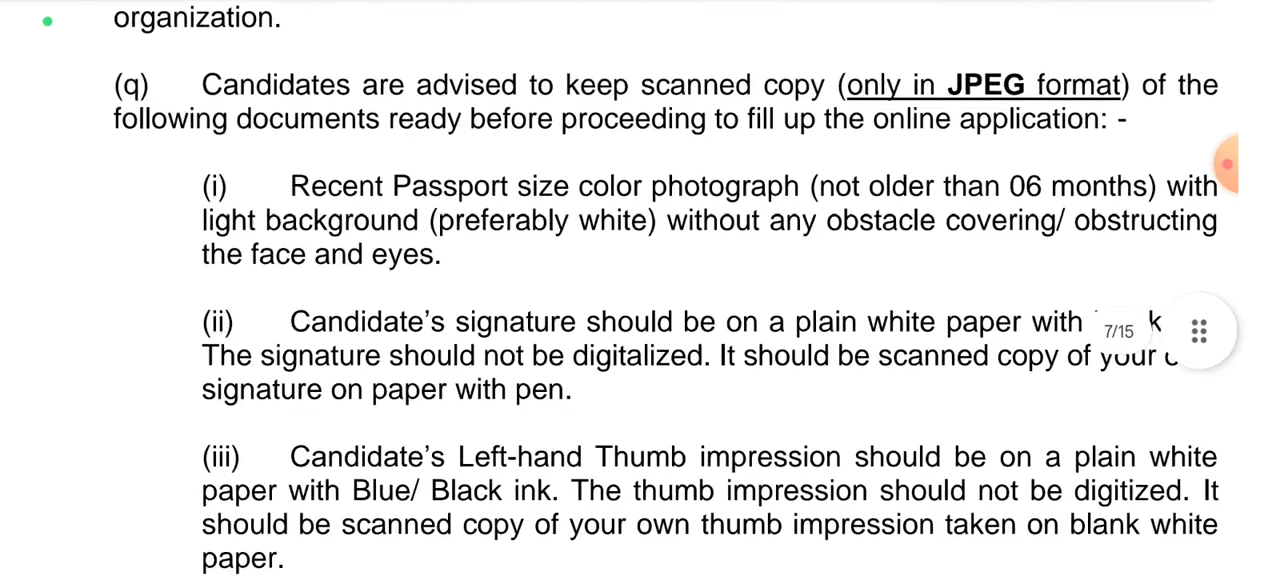 organization.
(q) Candidates are advised to keep scanned copy (only in JPEG format) of the
following documents ready before proceeding to fill up the online application: -
(i) Recent Passport size color photograph (not older than 06 months) with
light background (preferably white) without any obstacle covering/ obstructing
the face and eyes.
(ii) Candidate’s signature should be on a plain white paper with
7/15
The signature should not be digitalized. It should be scanned copy of your
signature on paper with pen.
(iii) Candidate’s Left-hand Thumb impression should be on a plain white
paper with Blue/ Black ink. The thumb impression should not be digitized. It
should be scanned copy of your own thumb impression taken on blank white
paper.